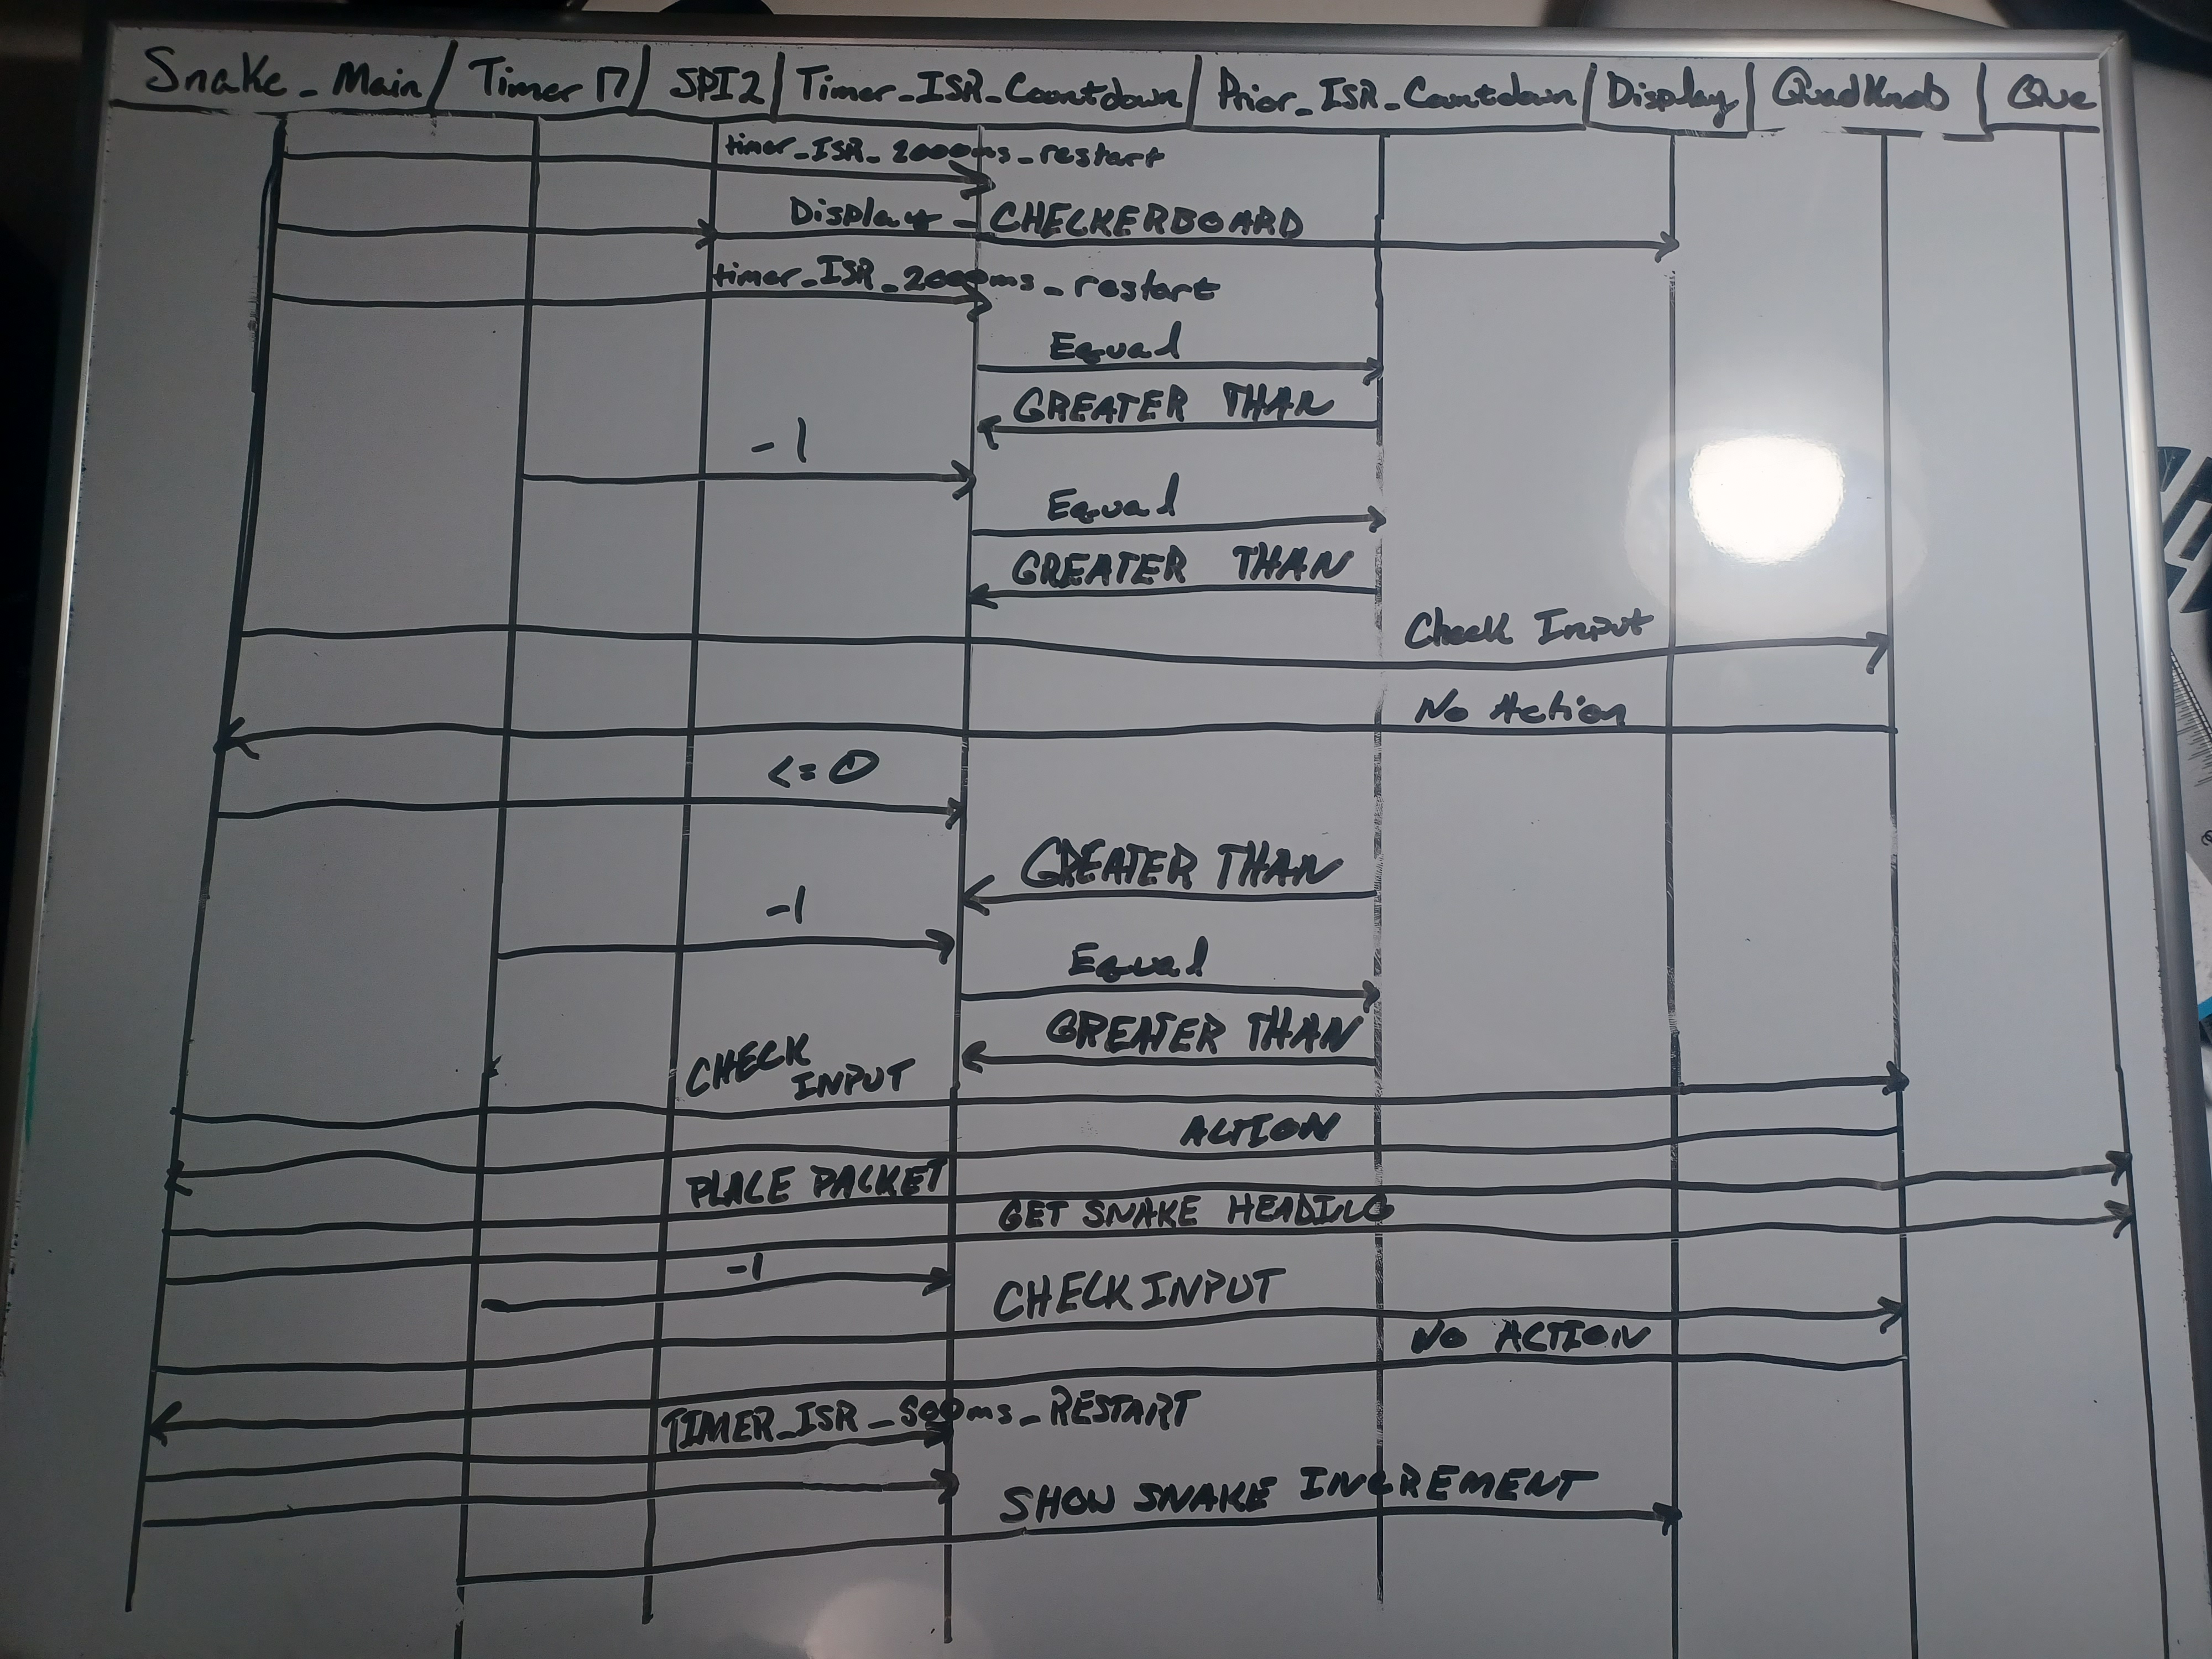 Snake_Main / Timer 17 / SPI2 / Timer_ISR_Countdown / Prior_ISR_Countdown / Display / QuadKnob / Que
timer_ISR_2000ms_restart
Display_CHECKERBOARD
timer_ISR_2000ms_restart
Equal
GREATER THAN
-1
Equal
GREATER THAN
Check Input
No Action
<=0
GREATER THAN
-1
Equal
GREATER THAN
CHECK
INPUT
ACTION
PLACE PACKET
GET SNAKE HEADING
-1
CHECK INPUT
No ACTION
TIMER_ISR_500ms_RESTART
SHOW SNAKE INCREMENT